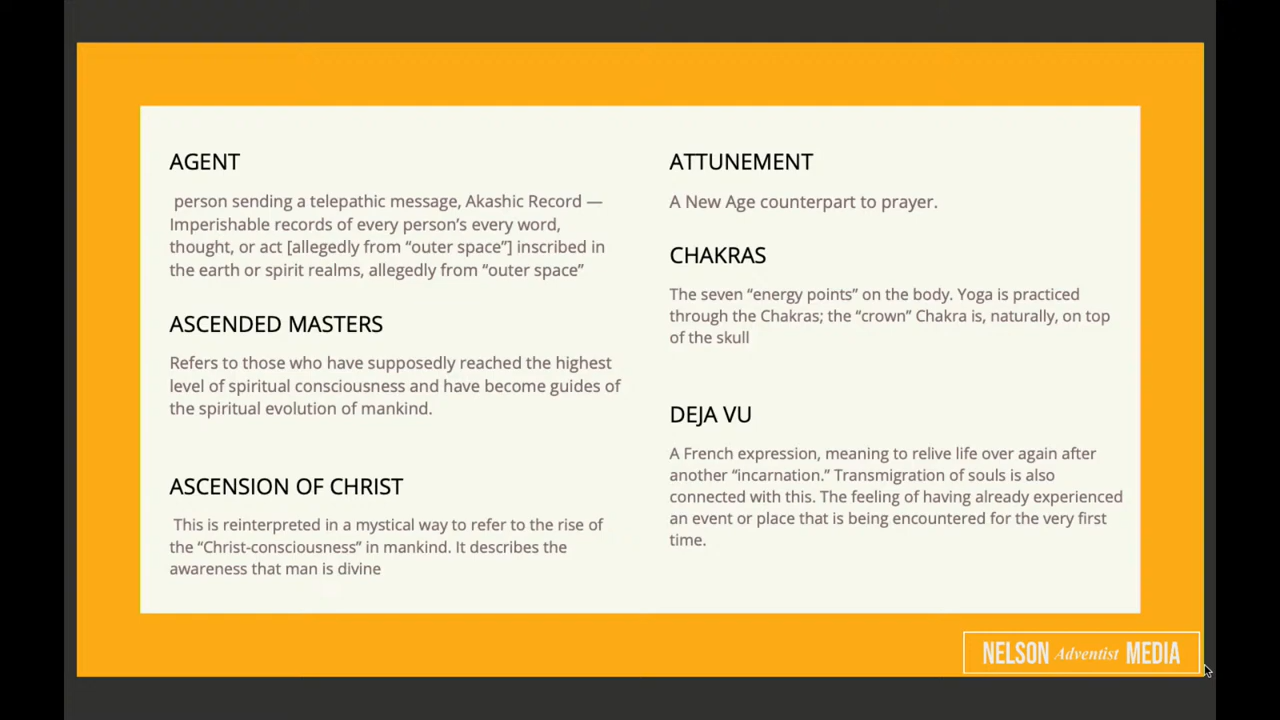 AGENT
person sending a telepathic message, Akashic Record —
Imperishable records of every person’s every word,
thought, or act [allegedly from “outer space”] inscribed in
the earth or spirit realms, allegedly from “outer space”
ASCENDED MASTERS
Refers to those who have supposedly reached the highest
level of spiritual consciousness and have become guides of
the spiritual evolution of mankind.
ASCENSION OF CHRIST
This is reinterpreted in a mystical way to refer to the rise of
the “Christ-consciousness” in mankind. It describes the
awareness that man is divine
ATTUNEMENT
A New Age counterpart to prayer.
CHAKRAS
The seven “energy points” on the body. Yoga is practiced
through the Chakras; the “crown” Chakra is, naturally, on top
of the skull
DEJA VU
A French expression, meaning to relive life over again after
another “incarnation.” Transmigration of souls is also
connected with this. The feeling of having already experienced
an event or place that is being encountered for the very first
time.
NELSON Adventist MEDIA